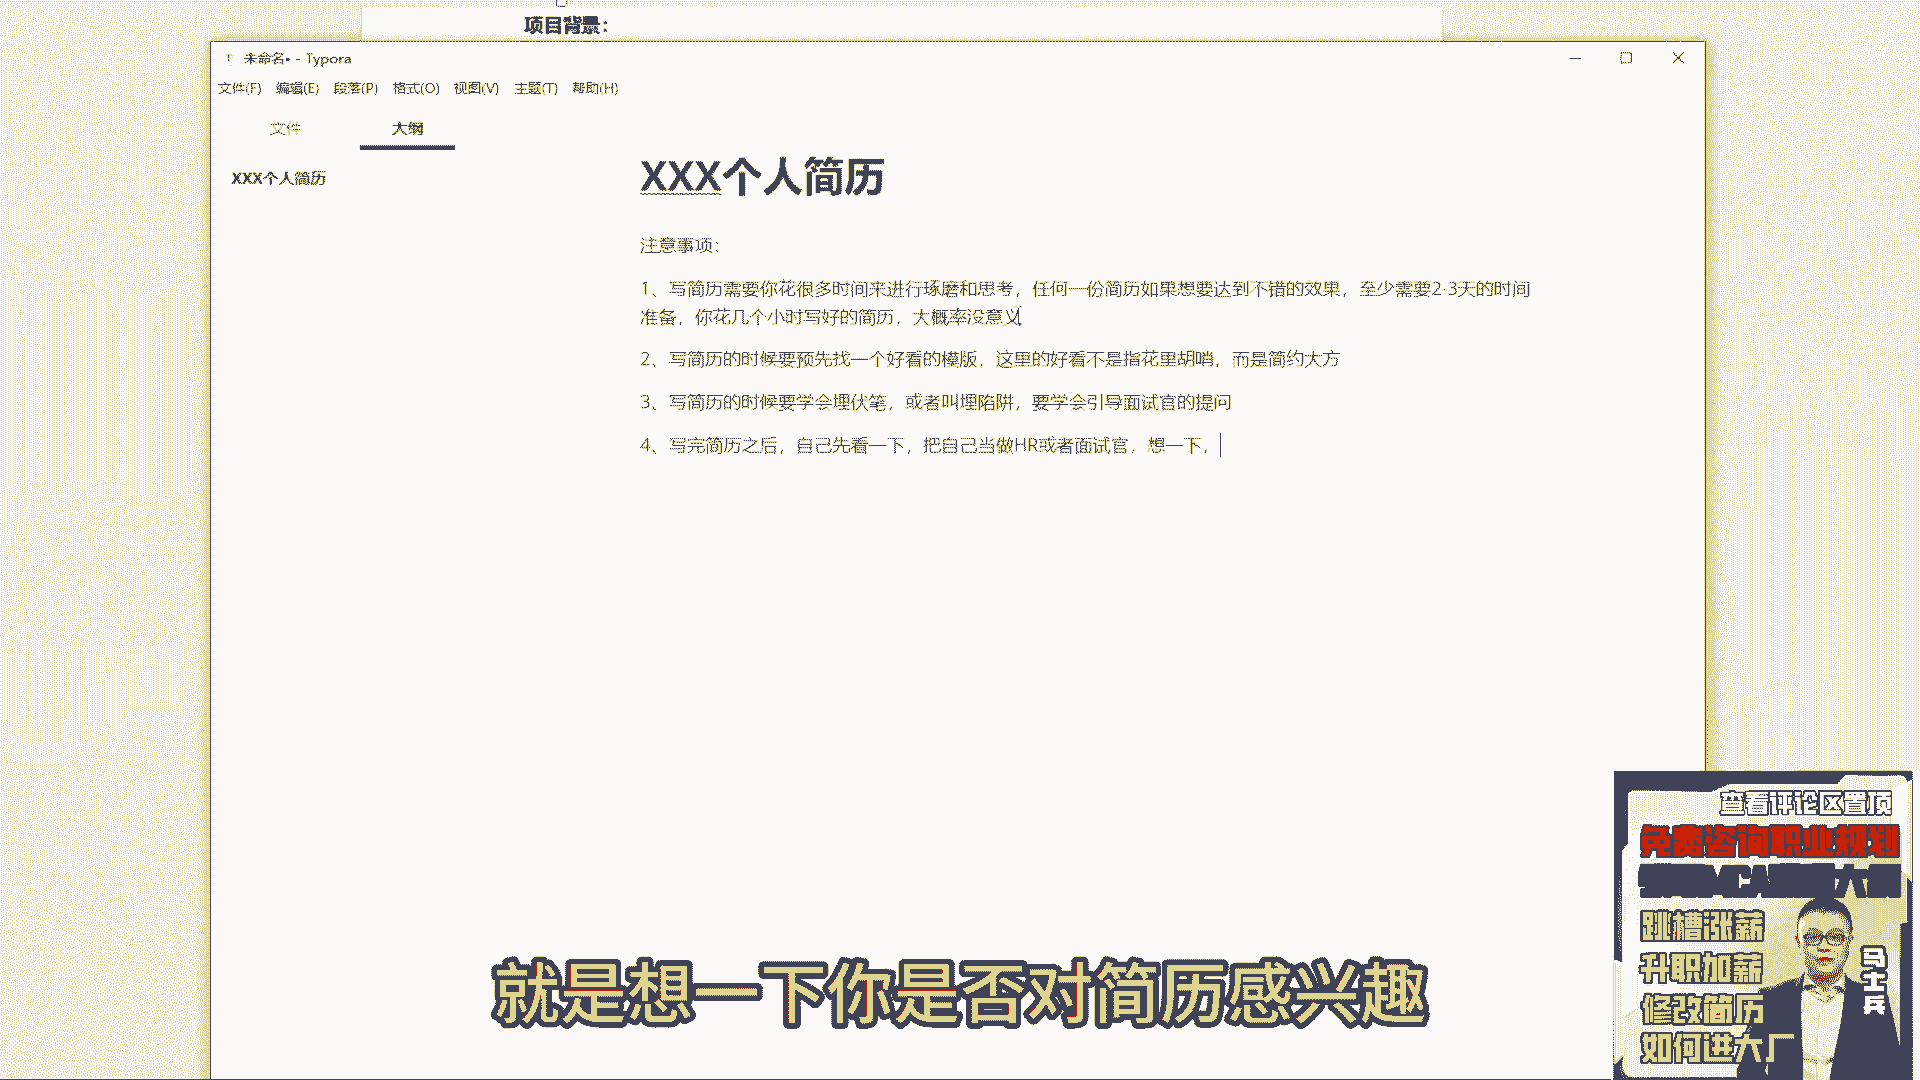 项目背景：
未命名• - Typora
文件(F) 编辑(E) 段落(P) 格式(O) 视图(V) 主题(T) 帮助(H)
文件 大纲
XXX个人简历
XXX个人简历
注意事项：
1、写简历需要你花很多时间来进行琢磨和思考，任何一份简历如果想要达到不错的效果，至少需要2-3天的时间
准备，你花几个小时写好的简历，大概率没意义
2、写简历的时候要预先找一个好看的模版，这里的好看不是指花里胡哨，而是简约大方
3、写简历的时候要学会埋伏笔，或者叫埋陷阱，要学会引导面试官的提问
4、写完简历之后，自己先看一下，把自己当做HR或者面试官，想一下，
就是想一下你是否对简历感兴趣
查看评论区置顶
免费咨询职业规划
跳槽涨薪
升职加薪
修改简历
如何进大厂
马士兵